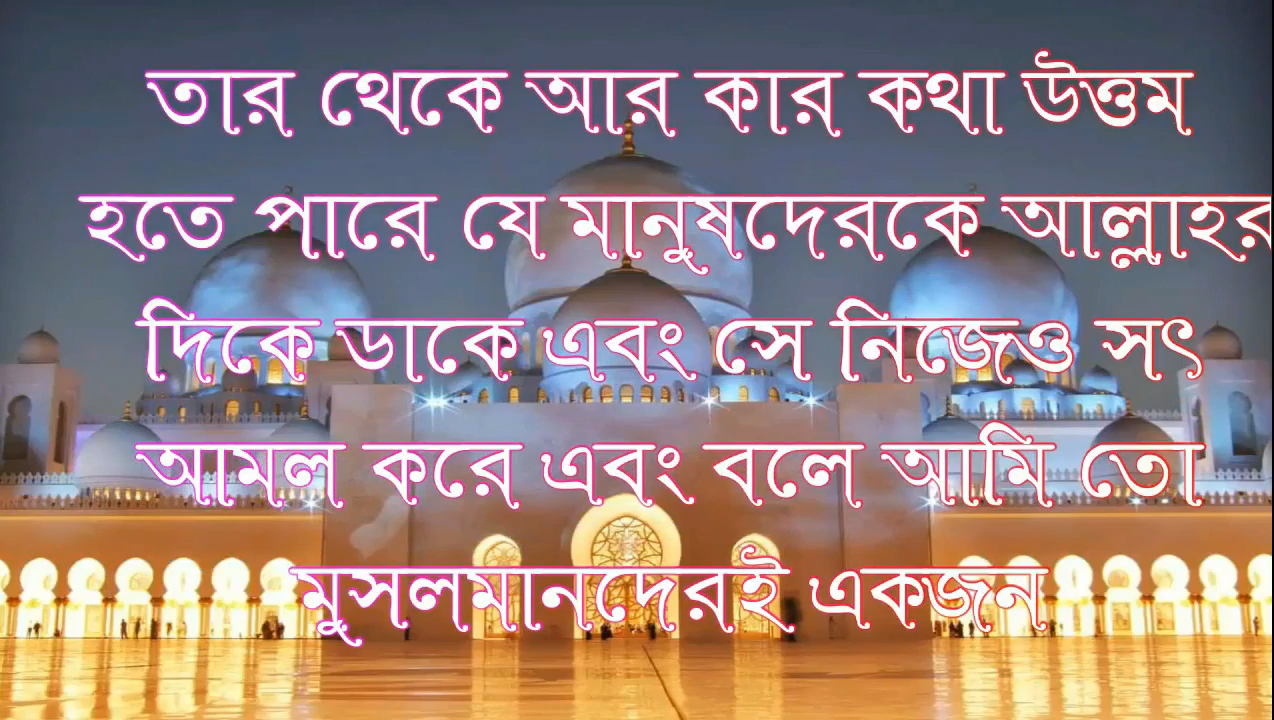 তার থেকে আর কার কথা উত্তম
হতে পারে যে মানুষদেরকে আল্লাহর
দিকে ডাকে এবং সে নিজেও সৎ
আমল করে এবং বলে আমি তো
মুসলমানদেরই একজন